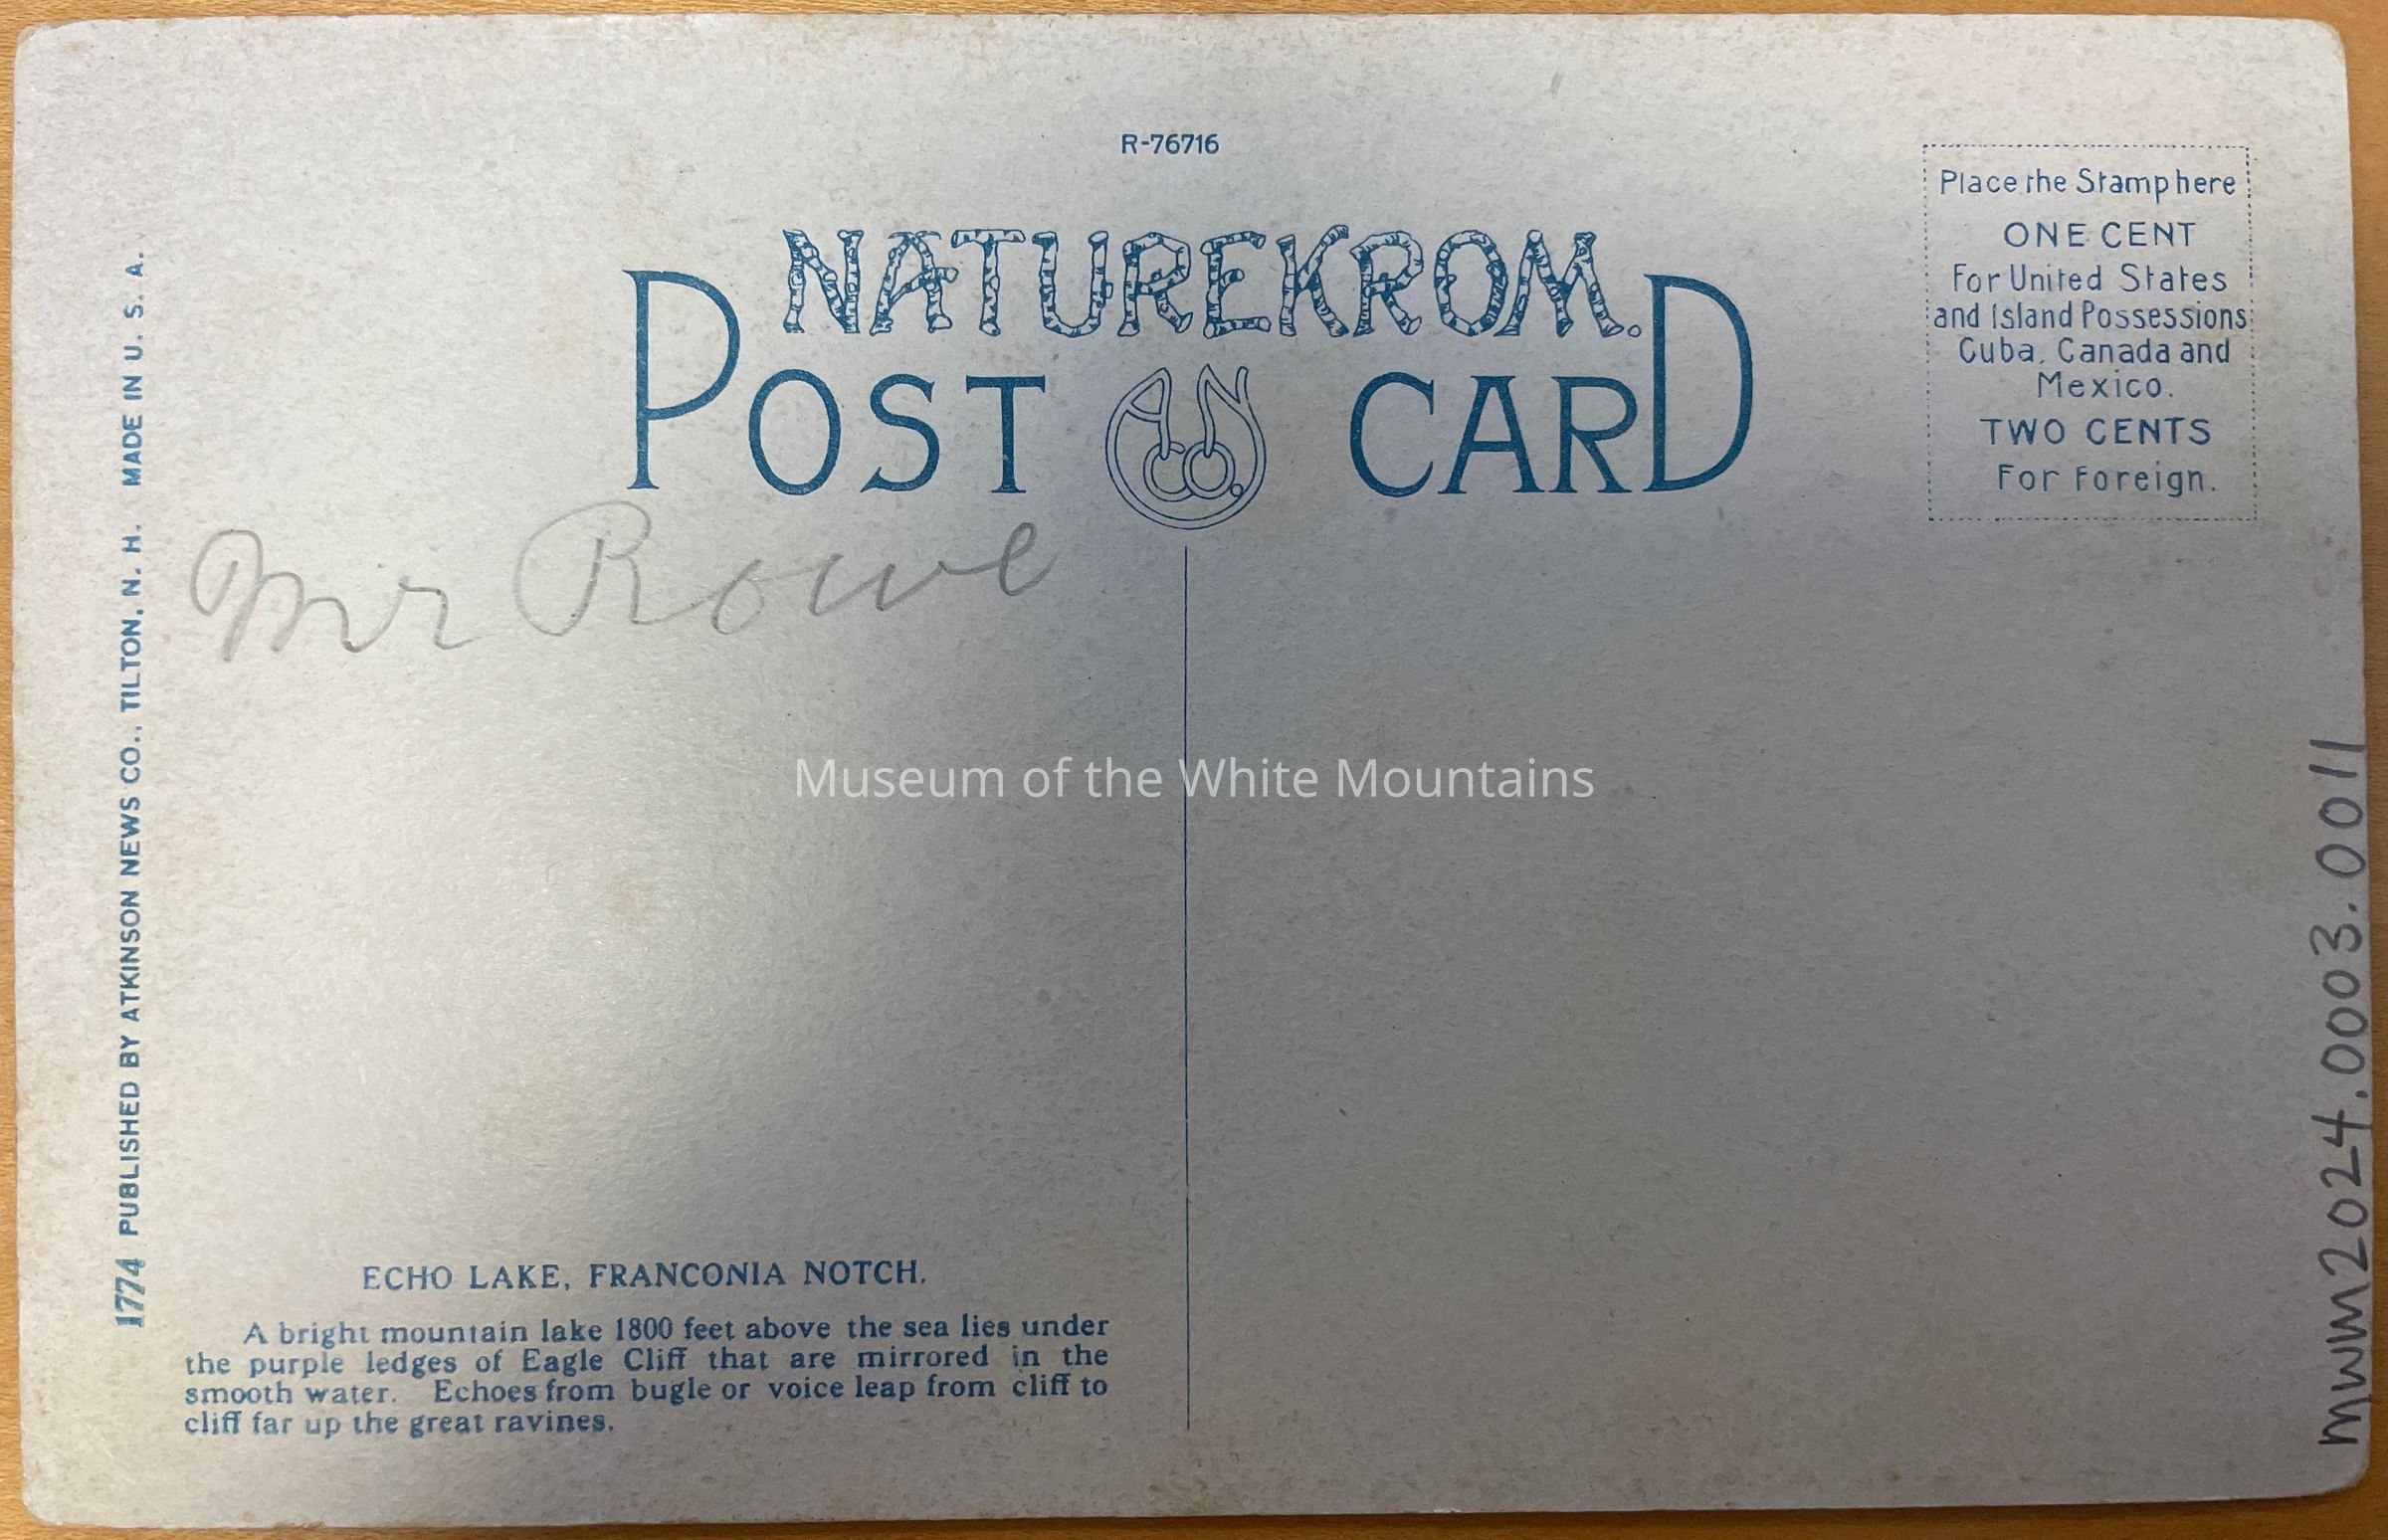 R-76716
NATUREKROM.
POST CARD
AN CO.
Place the Stamp here
ONE CENT
For United States
and Island Possessions
Cuba, Canada and
Mexico.
TWO CENTS
For Foreign.
Mr Rowe
Museum of the White Mountains
1774 PUBLISHED BY ATKINSON NEWS CO., TILTON, N. H. MADE IN U. S. A.
ECHO LAKE, FRANCONIA NOTCH.
A bright mountain lake 1800 feet above the sea lies under
the purple ledges of Eagle Cliff that are mirrored in the
smooth water. Echoes from bugle or voice leap from cliff to
cliff far up the great ravines.
MWM2024.0003.0011